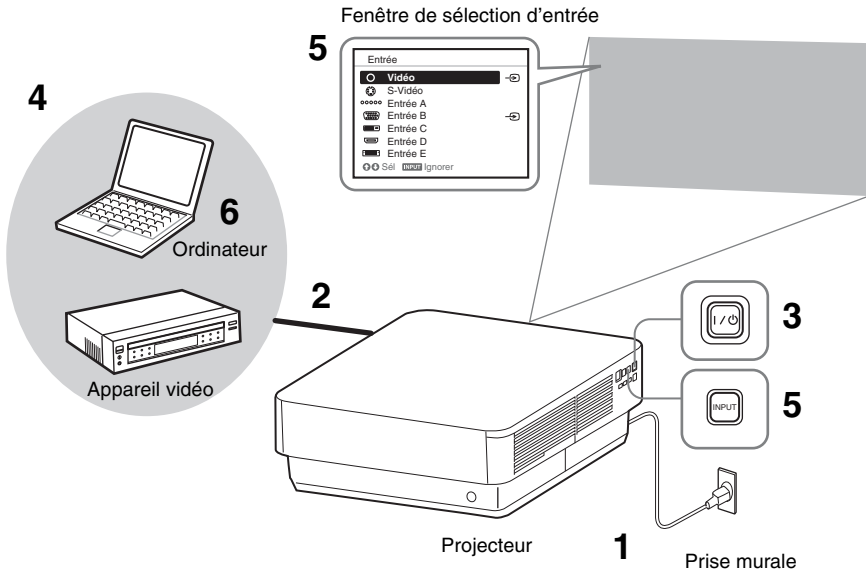 Fenêtre de sélection d'entrée
5
Entrée
Vidéo
S-Vidéo
Entrée A
Entrée B
Entrée C
Entrée D
Entrée E
Sél INPUT Ignorer
4
6
Ordinateur
Appareil vidéo
2
I / ⏻
3
INPUT
5
Projecteur
1
Prise murale